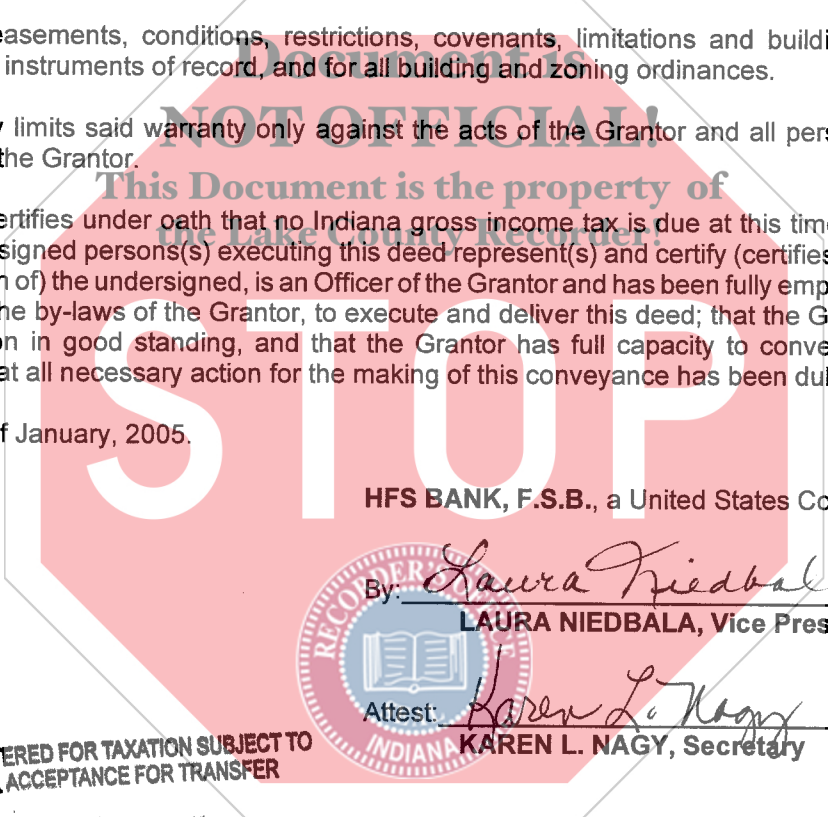 easements, conditions, restrictions, covenants, limitations and buildi
instruments of record, and for all building and zoning ordinances.
Document is
NOT OFFICIAL!
This Document is the property of
the Lake County Recorder!
limits said warranty only against the acts of the Grantor and all pers
the Grantor.
ertifies under oath that no Indiana gross income tax is due at this tim
signed persons(s) executing this deed represent(s) and certify (certifies
of) the undersigned, is an Officer of the Grantor and has been fully emp
he by-laws of the Grantor, to execute and deliver this deed; that the G
n in good standing, and that the Grantor has full capacity to conve
at all necessary action for the making of this conveyance has been dul
STOP
f January, 2005.
HFS BANK, F.S.B., a United States Co
By: Laura Niedbal
LAURA NIEDBALA, Vice Pres
RECORDER'S OFFICE
INDIANA
Attest: Karen L. Nagy
KAREN L. NAGY, Secretary
ERED FOR TAXATION SUBJECT TO
ACCEPTANCE FOR TRANSFER